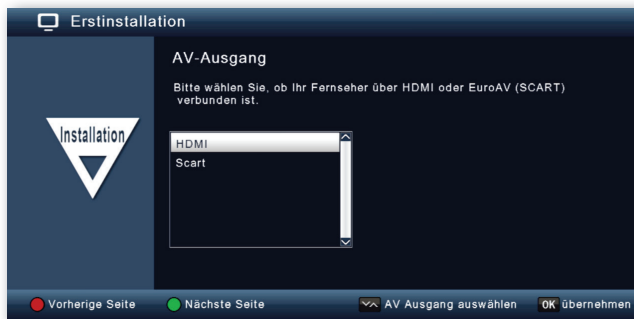 Erstinstallation
AV-Ausgang
Bitte wählen Sie, ob Ihr Fernseher über HDMI oder EuroAV (SCART)
verbunden ist.
Installation
HDMI
Scart
Vorherige Seite Nächste Seite AV Ausgang auswählen OK übernehmen